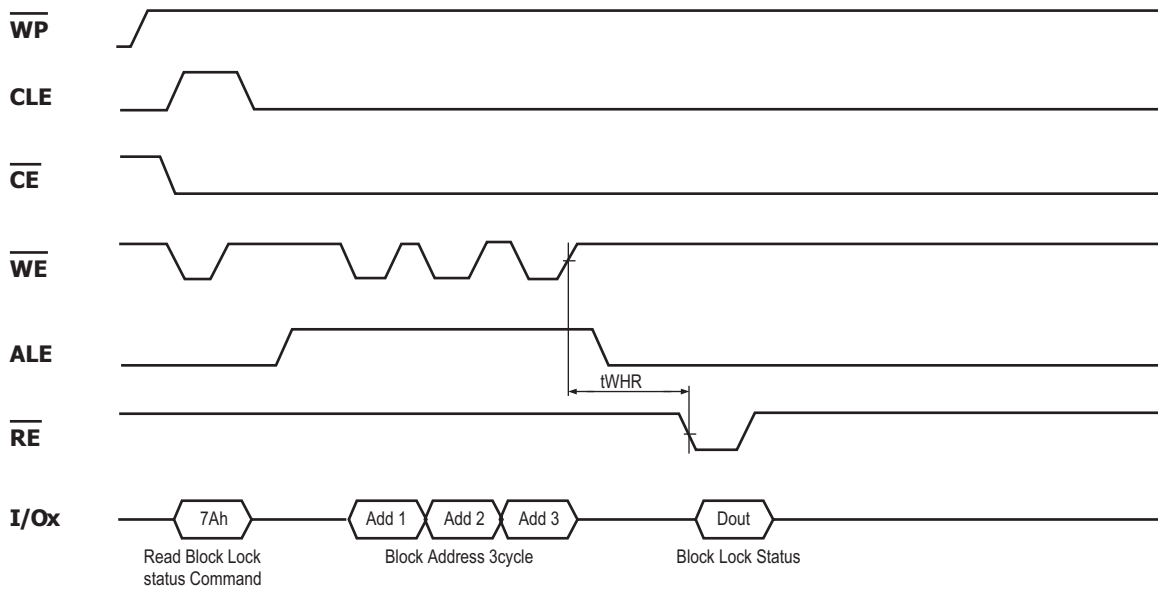 WP
CLE
CE
WE
ALE
tWHR
RE
I/Ox
7Ah
Add 1
Add 2
Add 3
Dout
Read Block Lock
status Command
Block Address 3cycle
Block Lock Status